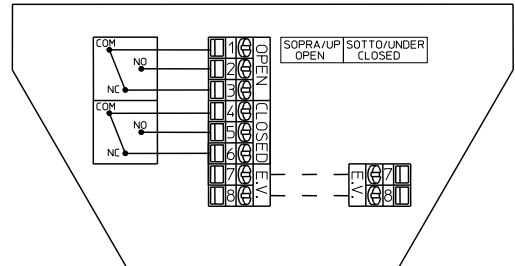 COM
NO
NC
COM
NO
NC
1
2
3
4
5
6
7
8
OPEN
CLOSED
E.V.
SOPRA/UP SOTTO/UNDER
OPEN CLOSED
E.V.
7
8